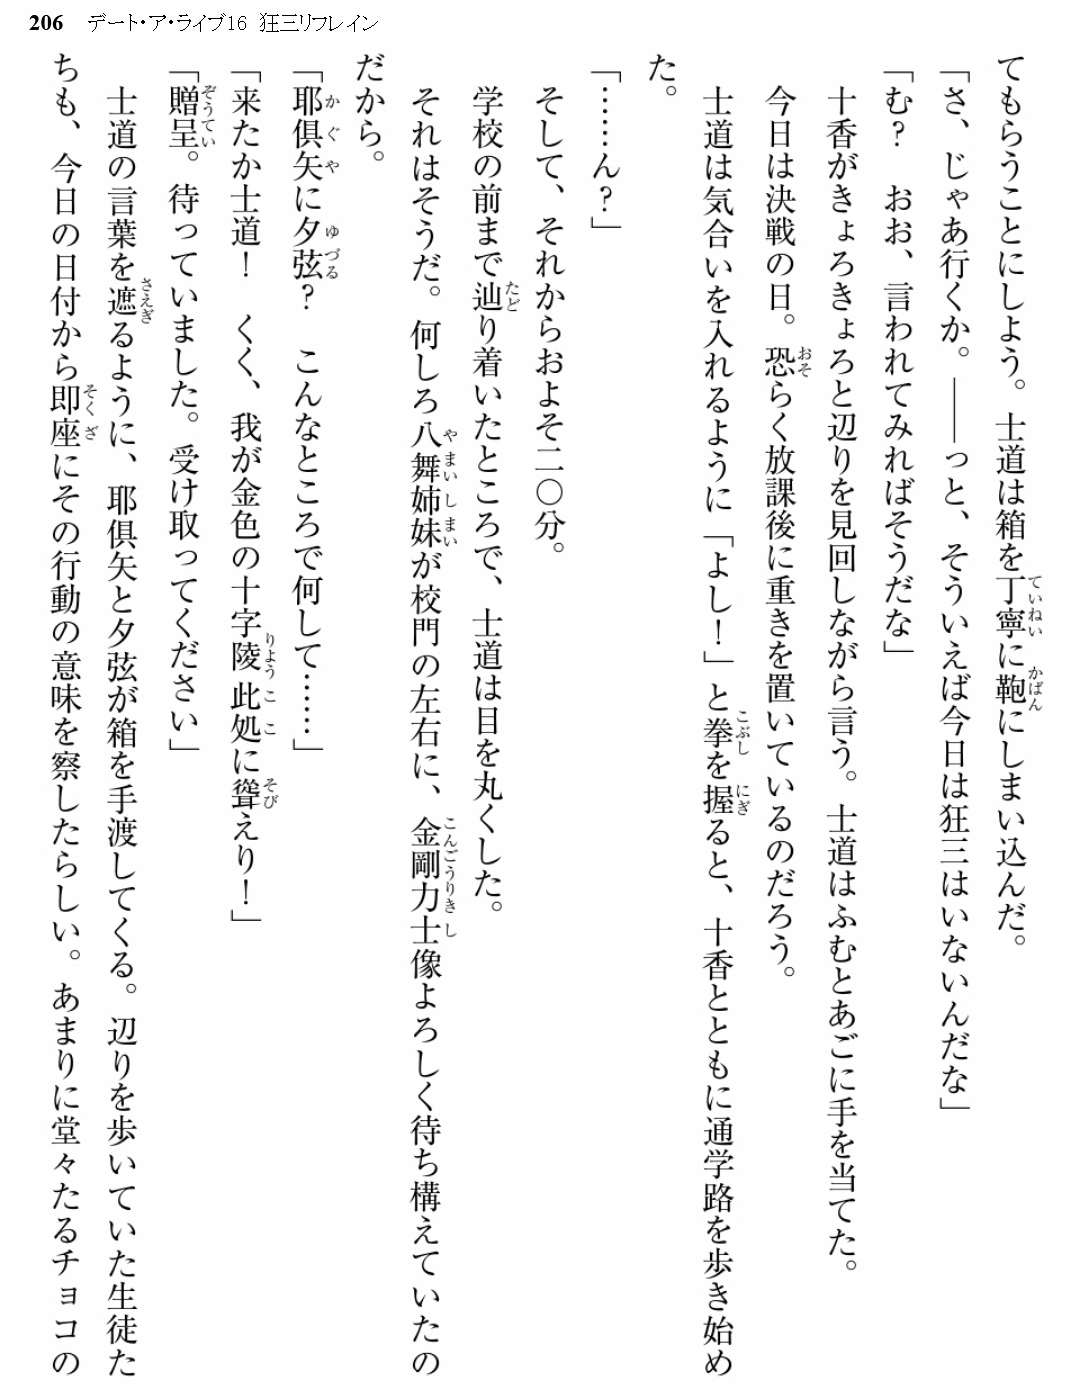 206 デート・ア・ライブ16 狂三リフレイン
てもらうことにしよう。士道は箱を丁寧に鞄にしまい込んだ。
「さ、じゃあ行くか。――っと、そういえば今日は狂三はいないんだな」
「む？　おお、言われてみればそうだな」
十香がきょろきょろと辺りを見回しながら言う。士道はふむとあごに手を当てた。
今日は決戦の日。恐らく放課後に重きを置いているのだろう。
士道は気合いを入れるように「よし！」と拳を握ると、十香とともに通学路を歩き始め
た。
「……ん？」
そして、それからおよそ二〇分。
学校の前まで辿り着いたところで、士道は目を丸くした。
それはそうだ。何しろ八舞姉妹が校門の左右に、金剛力士像よろしく待ち構えていたの
だから。
「耶倶矢に夕弦？　こんなところで何して……」
「来たか士道！　くく、我が金色の十字陵此処に聳えり！」
「贈呈。待っていました。受け取ってください」
士道の言葉を遮るように、耶倶矢と夕弦が箱を手渡してくる。辺りを歩いていた生徒た
ちも、今日の日付から即座にその行動の意味を察したらしい。あまりに堂々たるチョコの